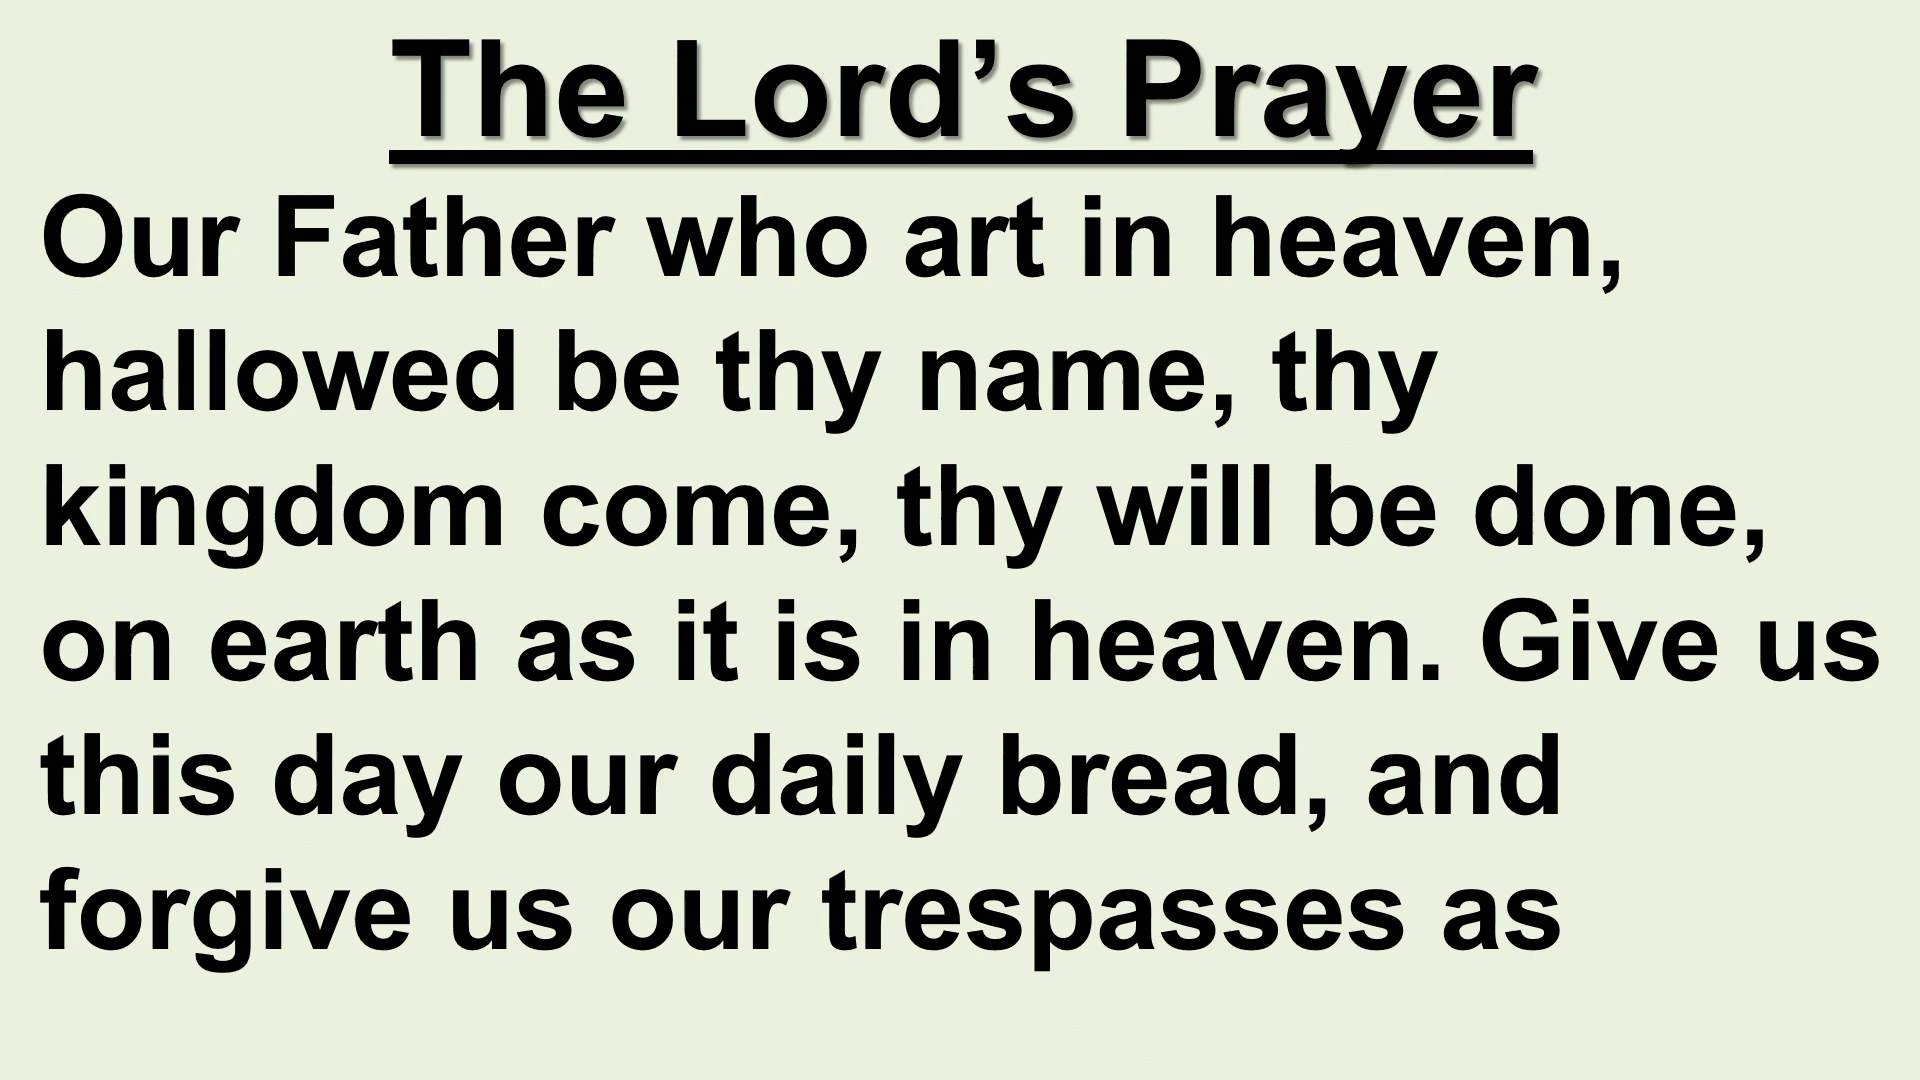 The Lord’s Prayer
Our Father who art in heaven,
hallowed be thy name, thy
kingdom come, thy will be done,
on earth as it is in heaven. Give us
this day our daily bread, and
forgive us our trespasses as